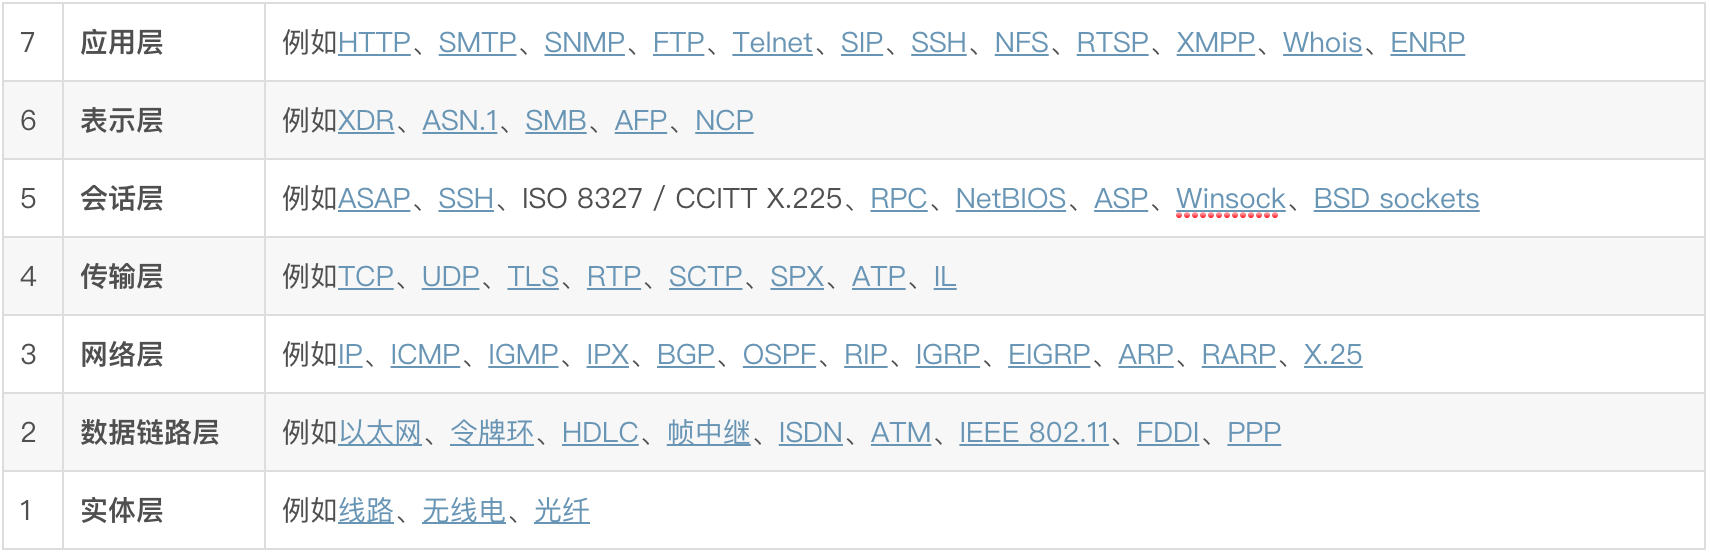 7 应用层 例如HTTP、SMTP、SNMP、FTP、Telnet、SIP、SSH、NFS、RTSP、XMPP、Whois、ENRP
6 表示层 例如XDR、ASN.1、SMB、AFP、NCP
5 会话层 例如ASAP、SSH、ISO 8327 / CCITT X.225、RPC、NetBIOS、ASP、Winsock、BSD sockets
4 传输层 例如TCP、UDP、TLS、RTP、SCTP、SPX、ATP、IL
3 网络层 例如IP、ICMP、IGMP、IPX、BGP、OSPF、RIP、IGRP、EIGRP、ARP、RARP、X.25
2 数据链路层 例如以太网、令牌环、HDLC、帧中继、ISDN、ATM、IEEE 802.11、FDDI、PPP
1 实体层 例如线路、无线电、光纤